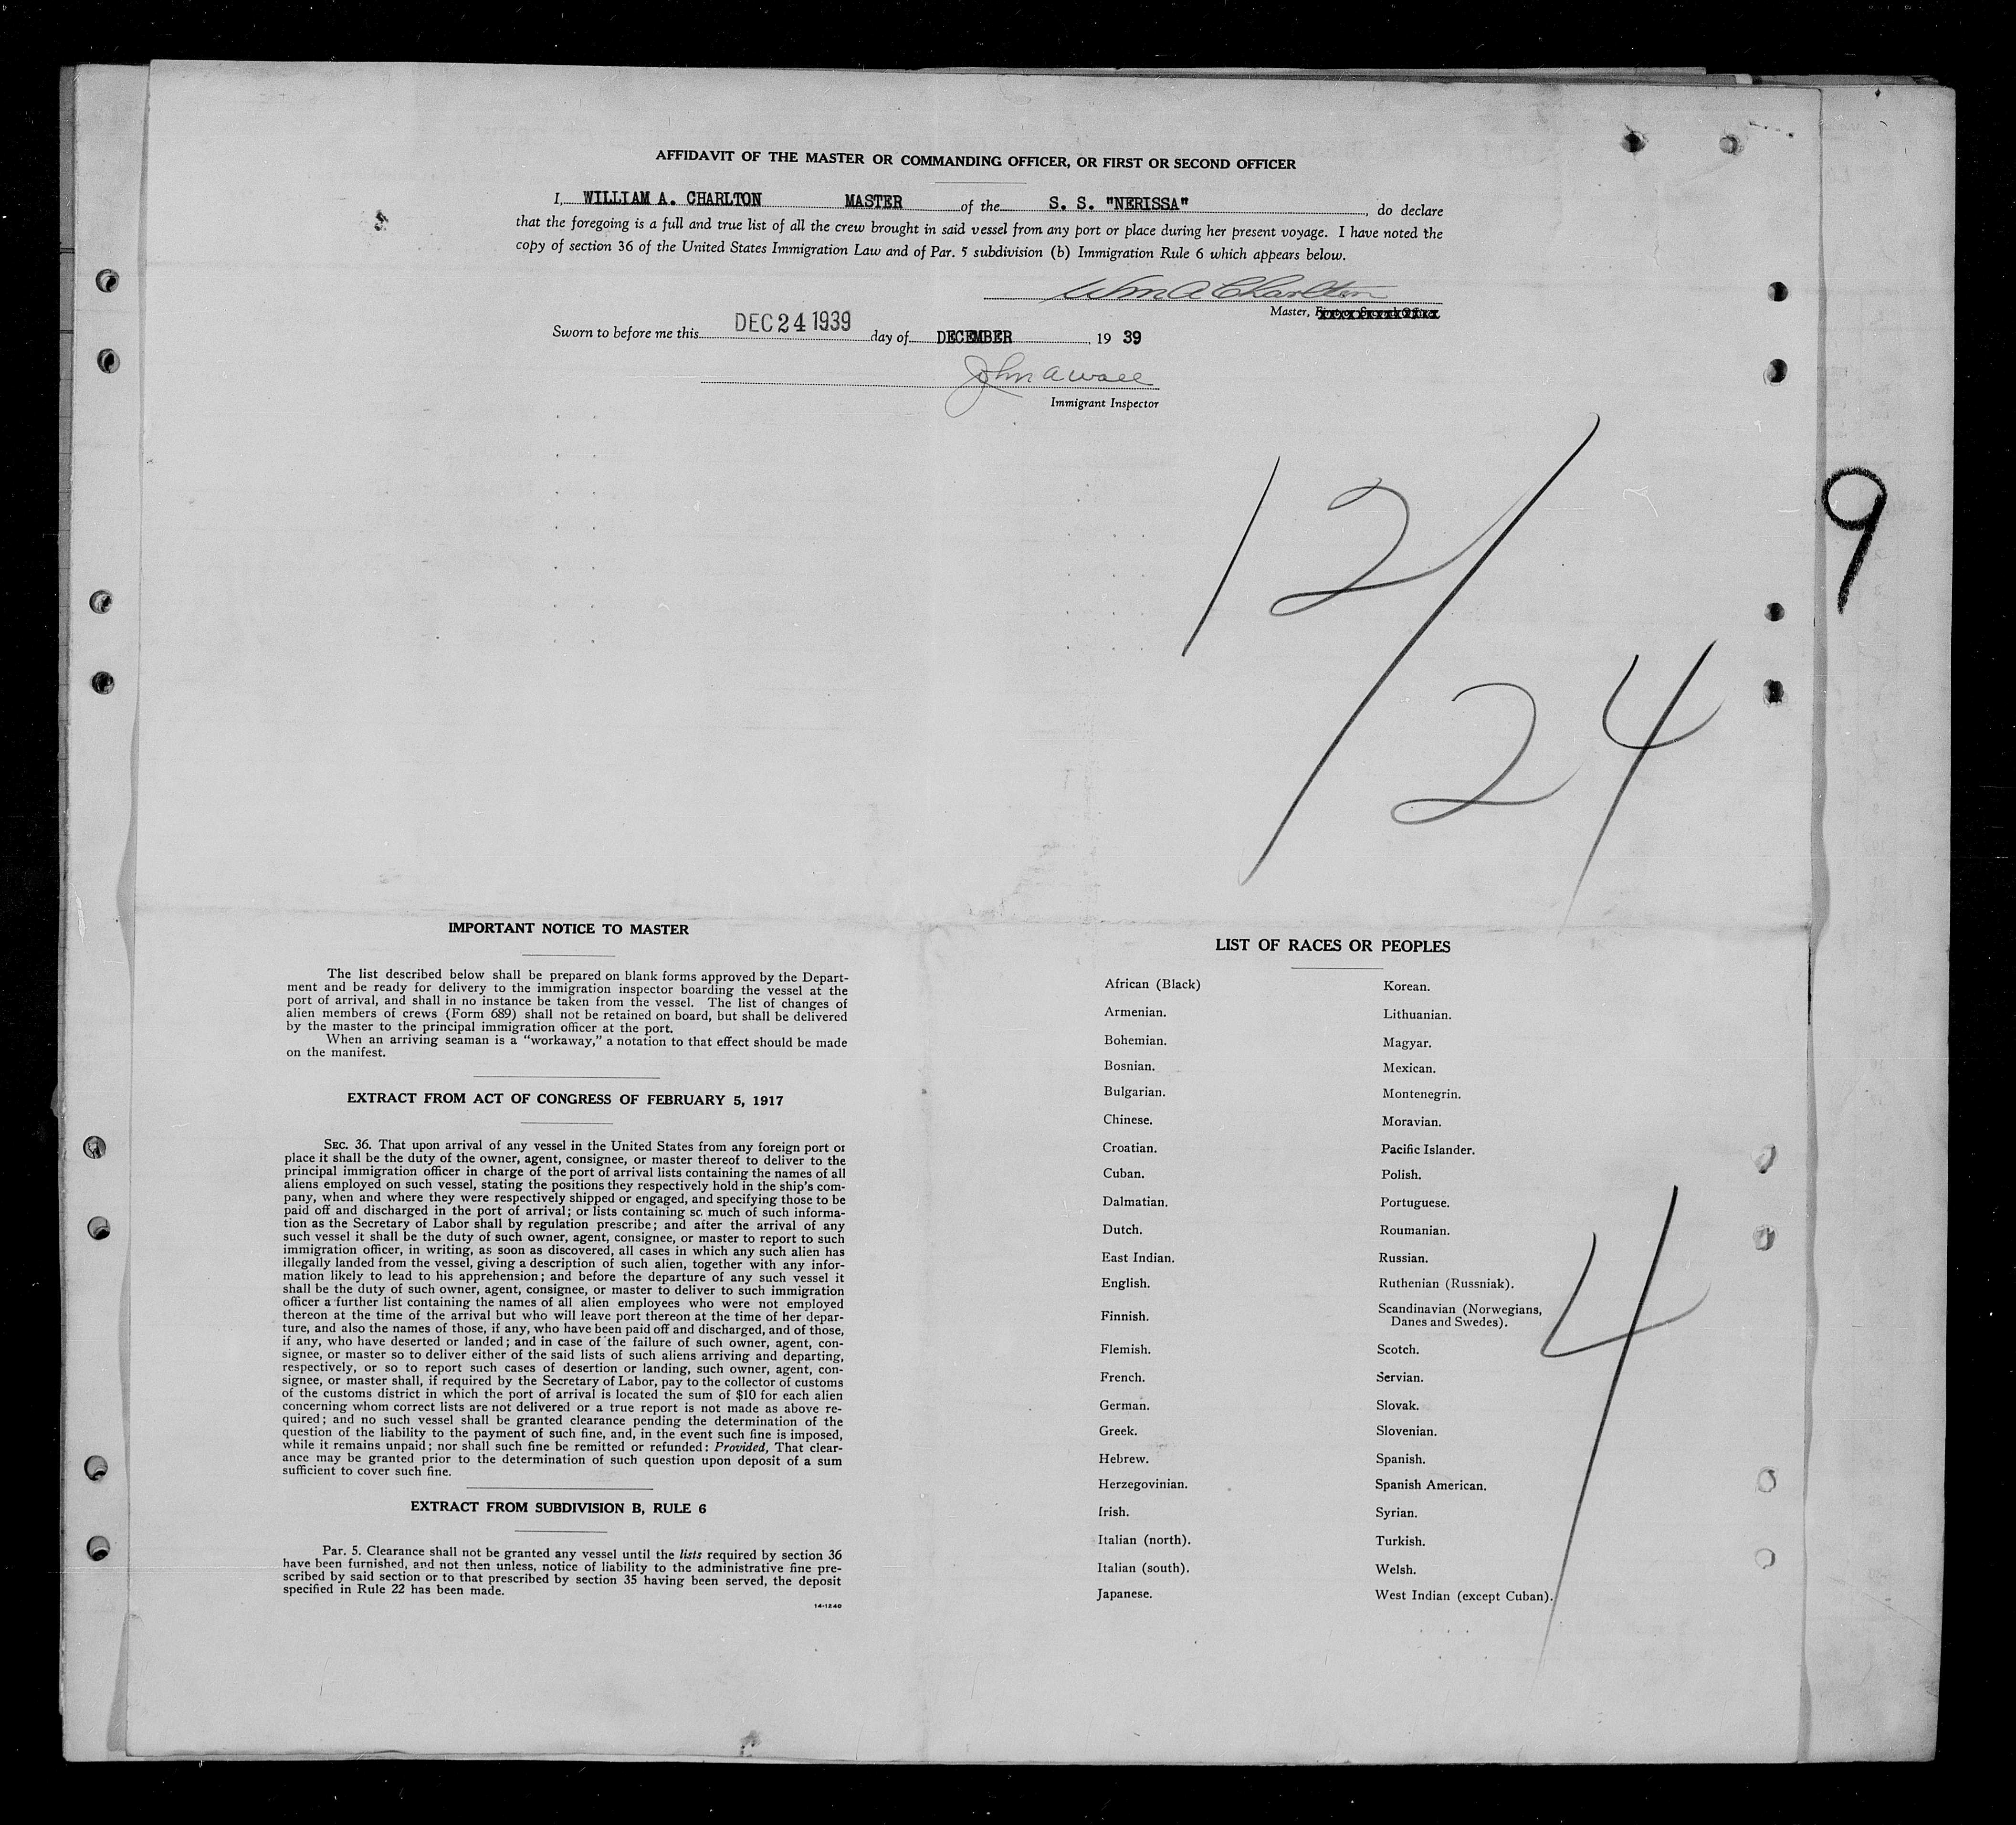 AFFIDAVIT OF THE MASTER OR COMMANDING OFFICER, OR FIRST OR SECOND OFFICER
I, WILLIAM A. CHARLTON MASTER of the S. S. "NERISSA", do declare
that the foregoing is a full and true list of all the crew brought in said vessel from any port or place during her present voyage. I have noted the
copy of section 36 of the United States Immigration Law and of Par. 5 subdivision (b) Immigration Rule 6 which appears below.
Wm A Charlton
Master,
Sworn to before me this DEC 24 1939 day of DECEMBER, 19 39
John A Wall
Immigrant Inspector
12/24
9
IMPORTANT NOTICE TO MASTER
The list described below shall be prepared on blank forms approved by the Depart-
ment and be ready for delivery to the immigration inspector boarding the vessel at the
port of arrival, and shall in no instance be taken from the vessel. The list of changes of
alien members of crews (Form 689) shall not be retained on board, but shall be delivered
by the master to the principal immigration officer at the port.
When an arriving seaman is a "workaway," a notation to that effect should be made
on the manifest.
EXTRACT FROM ACT OF CONGRESS OF FEBRUARY 5, 1917
SEC. 36. That upon arrival of any vessel in the United States from any foreign port or
place it shall be the duty of the owner, agent, consignee, or master thereof to deliver to the
principal immigration officer in charge of the port of arrival lists containing the names of all
aliens employed on such vessel, stating the positions they respectively hold in the ship's com-
pany, when and where they were respectively shipped or engaged, and specifying those to be
paid off and discharged in the port of arrival; or lists containing so much of such informa-
tion as the Secretary of Labor shall by regulation prescribe; and after the arrival of any
such vessel it shall be the duty of such owner, agent, consignee, or master to report to such
immigration officer, in writing, as soon as discovered, all cases in which any such alien has
illegally landed from the vessel, giving a description of such alien, together with any infor-
mation likely to lead to his apprehension; and before the departure of any such vessel it
shall be the duty of such owner, agent, consignee, or master to deliver to such immigration
officer a further list containing the names of all alien employees who were not employed
thereon at the time of the arrival but who will leave port thereon at the time of her depar-
ture, and also the names of those, if any, who have been paid off and discharged, and of those,
if any, who have deserted or landed; and in case of the failure of such owner, agent, con-
signee, or master so to deliver either of the said lists of such aliens arriving and departing,
respectively, or so to report such cases of desertion or landing, such owner, agent, con-
signee, or master shall, if required by the Secretary of Labor, pay to the collector of customs
of the customs district in which the port of arrival is located the sum of $10 for each alien
concerning whom correct lists are not delivered or a true report is not made as above re-
quired; and no such vessel shall be granted clearance pending the determination of the
question of the liability to the payment of such fine, and, in the event such fine is imposed,
while it remains unpaid; nor shall such fine be remitted or refunded: Provided, That clear-
ance may be granted prior to the determination of such question upon deposit of a sum
sufficient to cover such fine.
EXTRACT FROM SUBDIVISION B, RULE 6
Par. 5. Clearance shall not be granted any vessel until the lists required by section 36
have been furnished, and not then unless, notice of liability to the administrative fine pre-
scribed by said section or to that prescribed by section 35 having been served, the deposit
specified in Rule 22 has been made.
14-1240
LIST OF RACES OR PEOPLES
African (Black)
Armenian.
Bohemian.
Bosnian.
Bulgarian.
Chinese.
Croatian.
Cuban.
Dalmatian.
Dutch.
East Indian.
English.
Finnish.
Flemish.
French.
German.
Greek.
Hebrew.
Herzegovinian.
Irish.
Italian (north).
Italian (south).
Japanese.
Korean.
Lithuanian.
Magyar.
Mexican.
Montenegrin.
Moravian.
Pacific Islander.
Polish.
Portuguese.
Roumanian.
Russian.
Ruthenian (Russniak).
Scandinavian (Norwegians,
Danes and Swedes).
Scotch.
Servian.
Slovak.
Slovenian.
Spanish.
Spanish American.
Syrian.
Turkish.
Welsh.
West Indian (except Cuban).
4